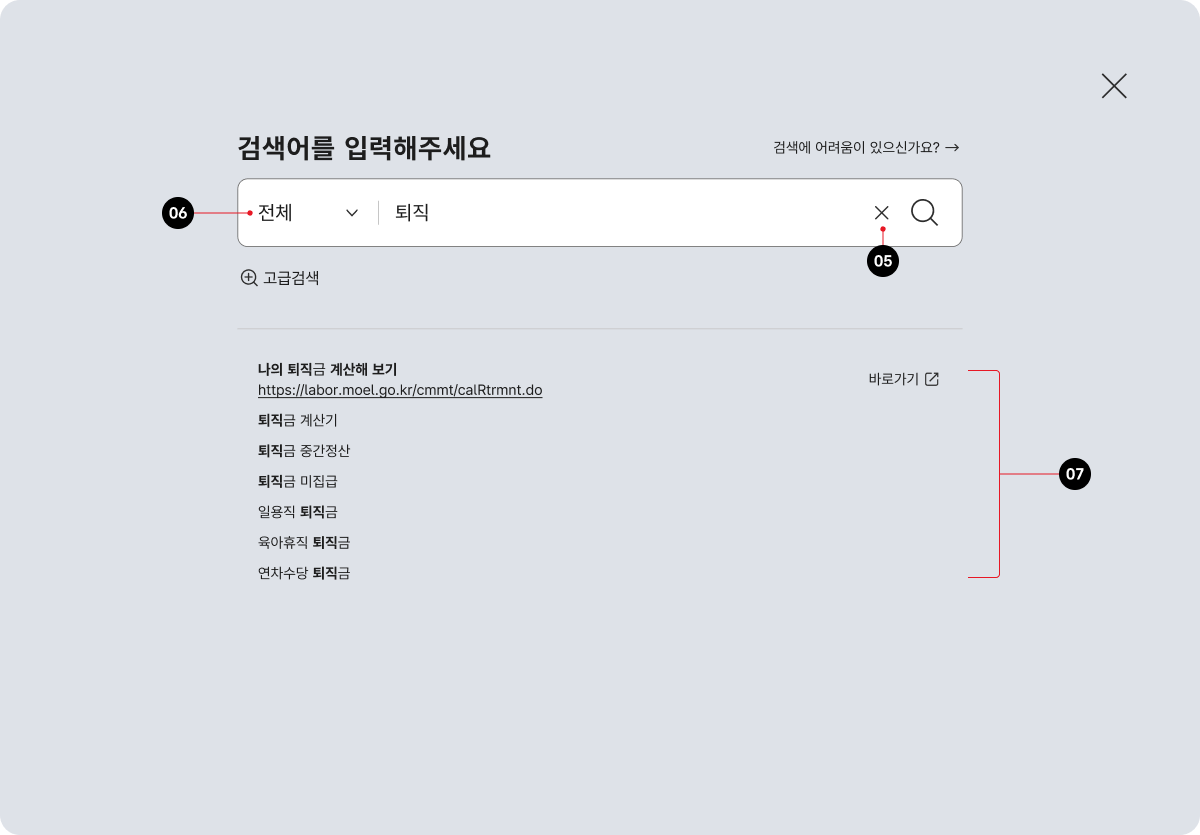 검색어를 입력해주세요
검색에 어려움이 있으신가요? →
06
전체
퇴직
05
고급검색
나의 퇴직금 계산해 보기
https://labor.moel.go.kr/cmmt/calRtrmnt.do
바로가기
퇴직금 계산기
퇴직금 중간정산
07
퇴직금 미집급
일용직 퇴직금
육아휴직 퇴직금
연차수당 퇴직금